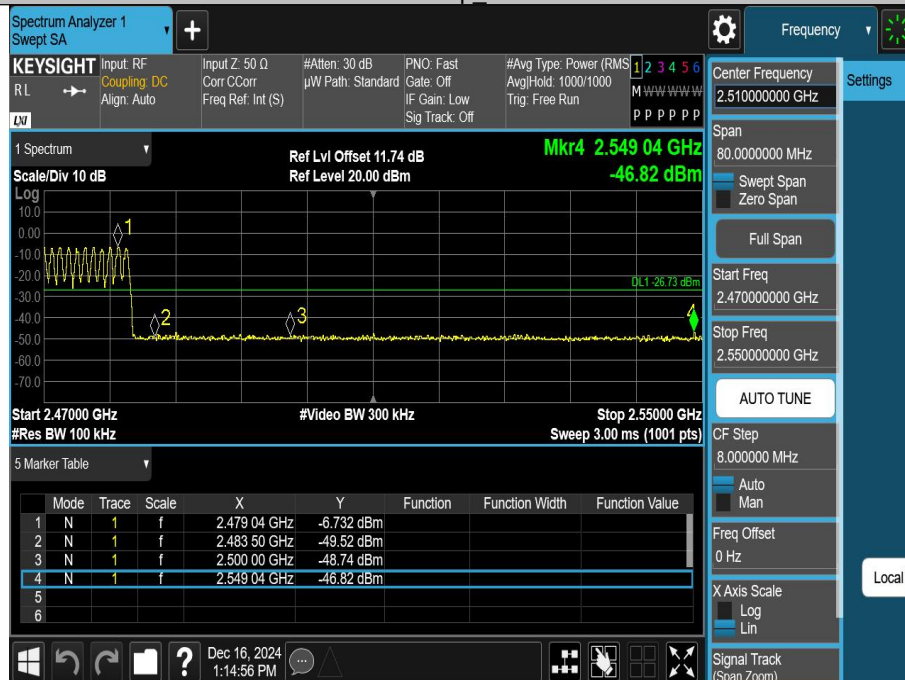 Spectrum Analyzer 1
Swept SA
+
Frequency
KEYSIGHT
RL
LXI
Input: RF
Coupling: DC
Align: Auto
Input Z: 50 Ω
Corr CCorr
Freq Ref: Int (S)
#Atten: 30 dB
µW Path: Standard
PNO: Fast
Gate: Off
IF Gain: Low
Sig Track: Off
#Avg Type: Power (RMS
Avg|Hold: 1000/1000
Trig: Free Run
1 2 3 4 5 6
M W W W W W
P P P P P P
1 Spectrum
Scale/Div 10 dB
Ref Lvl Offset 11.74 dB
Ref Level 20.00 dBm
Mkr4 2.549 04 GHz
-46.82 dBm
Log
10.0
0.00
-10.0
-20.0
-30.0
-40.0
-50.0
-60.0
-70.0
1
2
3
4
DL1 -26.73 dBm
Start 2.47000 GHz
#Res BW 100 kHz
#Video BW 300 kHz
Stop 2.55000 GHz
Sweep 3.00 ms (1001 pts)
5 Marker Table
Mode Trace Scale X Y Function Function Width Function Value
1 N 1 f 2.479 04 GHz -6.732 dBm
2 N 1 f 2.483 50 GHz -49.52 dBm
3 N 1 f 2.500 00 GHz -48.74 dBm
4 N 1 f 2.549 04 GHz -46.82 dBm
5
6
?
Dec 16, 2024
1:14:56 PM
Center Frequency
2.510000000 GHz
Settings
Span
80.0000000 MHz
Swept Span
Zero Span
Full Span
Start Freq
2.470000000 GHz
Stop Freq
2.550000000 GHz
AUTO TUNE
CF Step
8.000000 MHz
Auto
Man
Freq Offset
0 Hz
Local
X Axis Scale
Log
Lin
Signal Track
(Span Zoom)